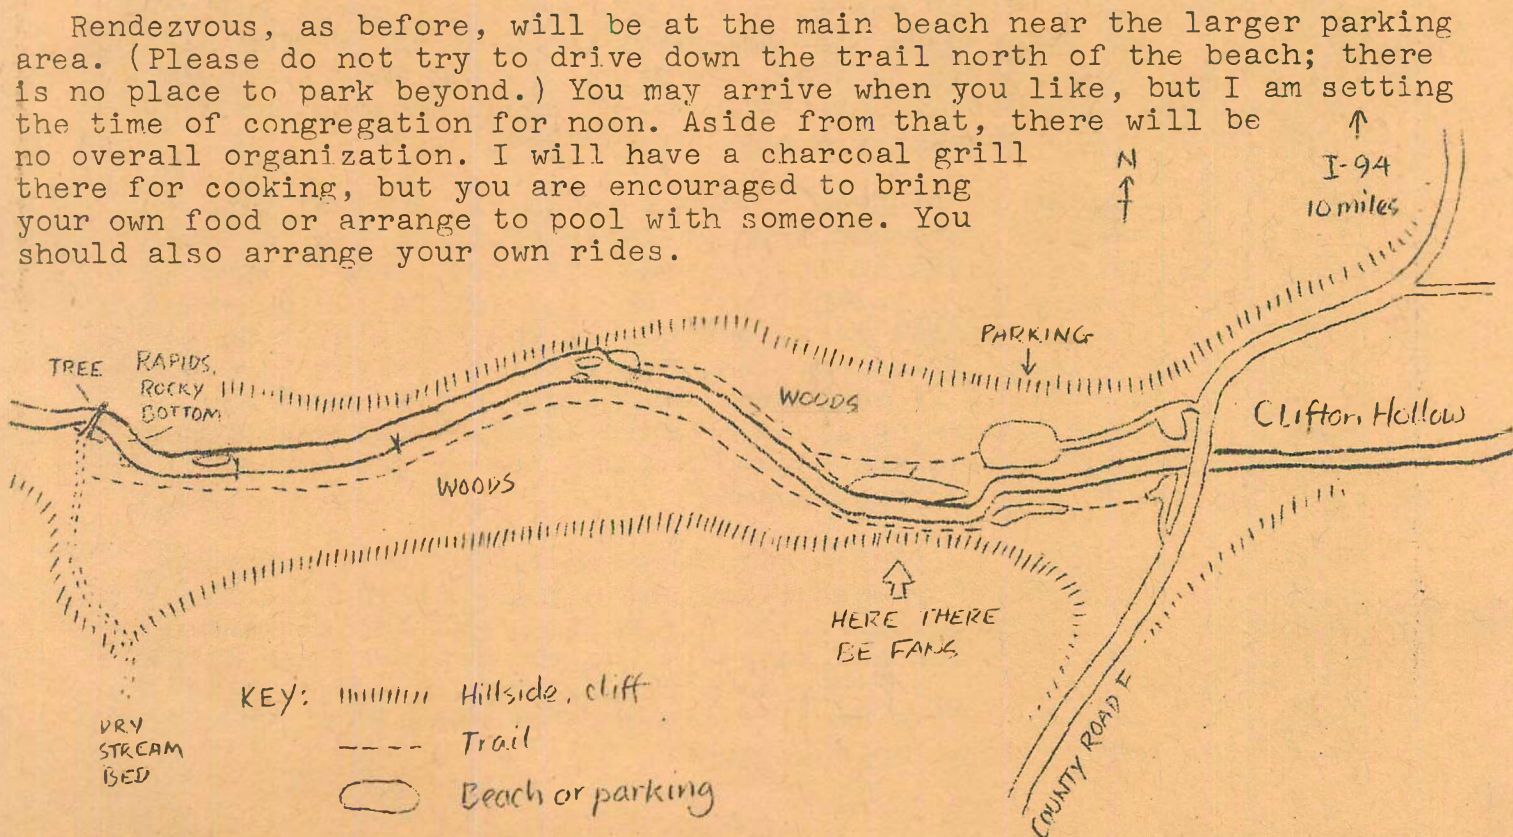 Rendezvous, as before, will be at the main beach near the larger parking
area. (Please do not try to drive down the trail north of the beach; there
is no place to park beyond.) You may arrive when you like, but I am setting
the time of congregation for noon. Aside from that, there will be
no overall organization. I will have a charcoal grill
there for cooking, but you are encouraged to bring
your own food or arrange to pool with someone. You
should also arrange your own rides.
N
I-94
10 miles
PARKING
TREE
RAPIDS,
ROCKY
BOTTOM
WOODS
Clifton Hollow
WOODS
HERE THERE
BE FANS
KEY:
Hillside, cliff
Trail
Beach or parking
DRY
STREAM
BED
COUNTY ROAD F